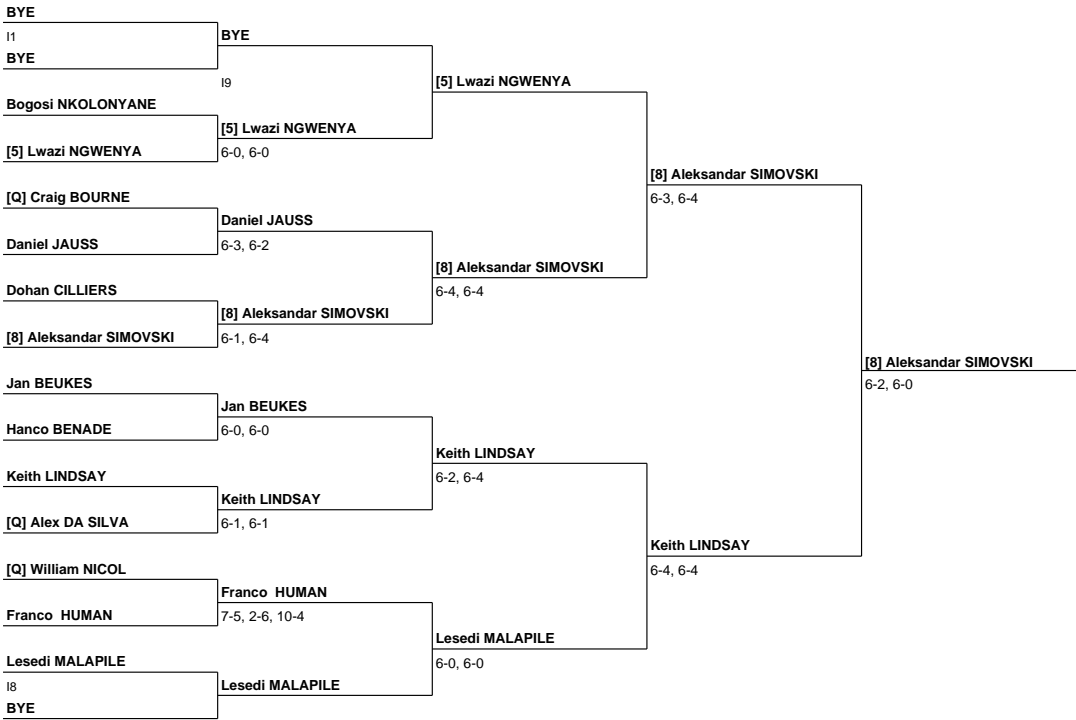 BYE
I1
BYE
Bogosi NKOLONYANE
[5] Lwazi NGWENYA
[Q] Craig BOURNE
Daniel JAUSS
Dohan CILLIERS
[8] Aleksandar SIMOVSKI
Jan BEUKES
Hanco BENADE
Keith LINDSAY
[Q] Alex DA SILVA
[Q] William NICOL
Franco HUMAN
Lesedi MALAPILE
I8
BYE
BYE
I9
[5] Lwazi NGWENYA
6-0, 6-0
Daniel JAUSS
6-3, 6-2
[8] Aleksandar SIMOVSKI
6-1, 6-4
Jan BEUKES
6-0, 6-0
Keith LINDSAY
6-1, 6-1
Franco HUMAN
7-5, 2-6, 10-4
Lesedi MALAPILE
[5] Lwazi NGWENYA
[8] Aleksandar SIMOVSKI
6-4, 6-4
Keith LINDSAY
6-2, 6-4
Lesedi MALAPILE
6-0, 6-0
[8] Aleksandar SIMOVSKI
6-3, 6-4
Keith LINDSAY
6-4, 6-4
[8] Aleksandar SIMOVSKI
6-2, 6-0